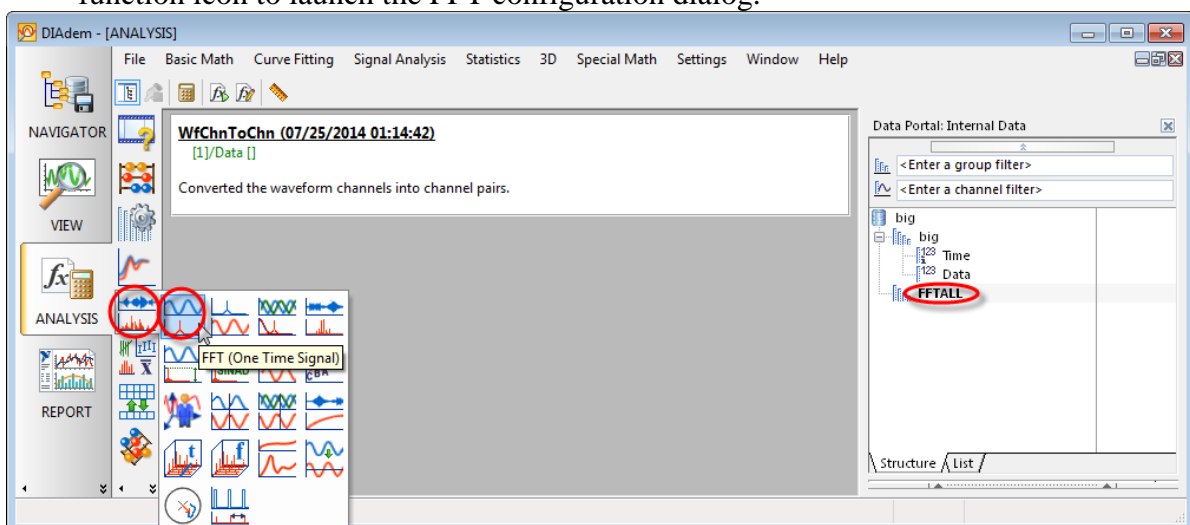 function icon to launch the FFT configuration dialog.
DIAdem - [ANALYSIS]
File Basic Math Curve Fitting Signal Analysis Statistics 3D Special Math Settings Window Help
NAVIGATOR
VIEW
ANALYSIS
REPORT
WfChnToChn (07/25/2014 01:14:42)
[1]/Data []
Converted the waveform channels into channel pairs.
FFT (One Time Signal)
SINAD
CBA
Data Portal: Internal Data
<Enter a group filter>
<Enter a channel filter>
big
big
Time
Data
FFTALL
Structure List